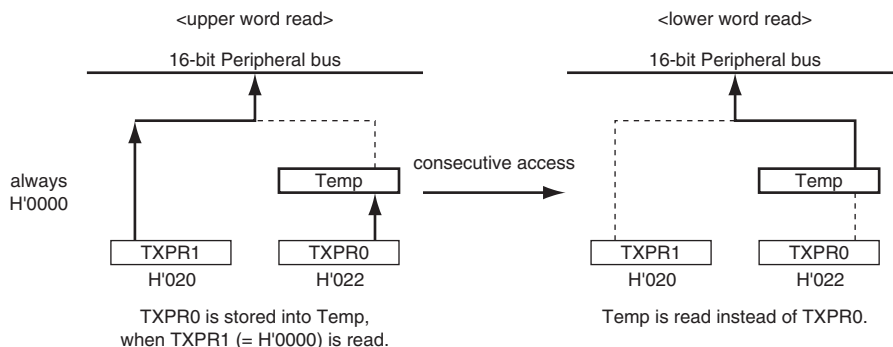 <upper word read>
16-bit Peripheral bus
always
H'0000
Temp
TXPR1
TXPR0
H'020
H'022
TXPR0 is stored into Temp,
when TXPR1 (= H'0000) is read.
consecutive access
<lower word read>
16-bit Peripheral bus
Temp
TXPR1
TXPR0
H'020
H'022
Temp is read instead of TXPR0.